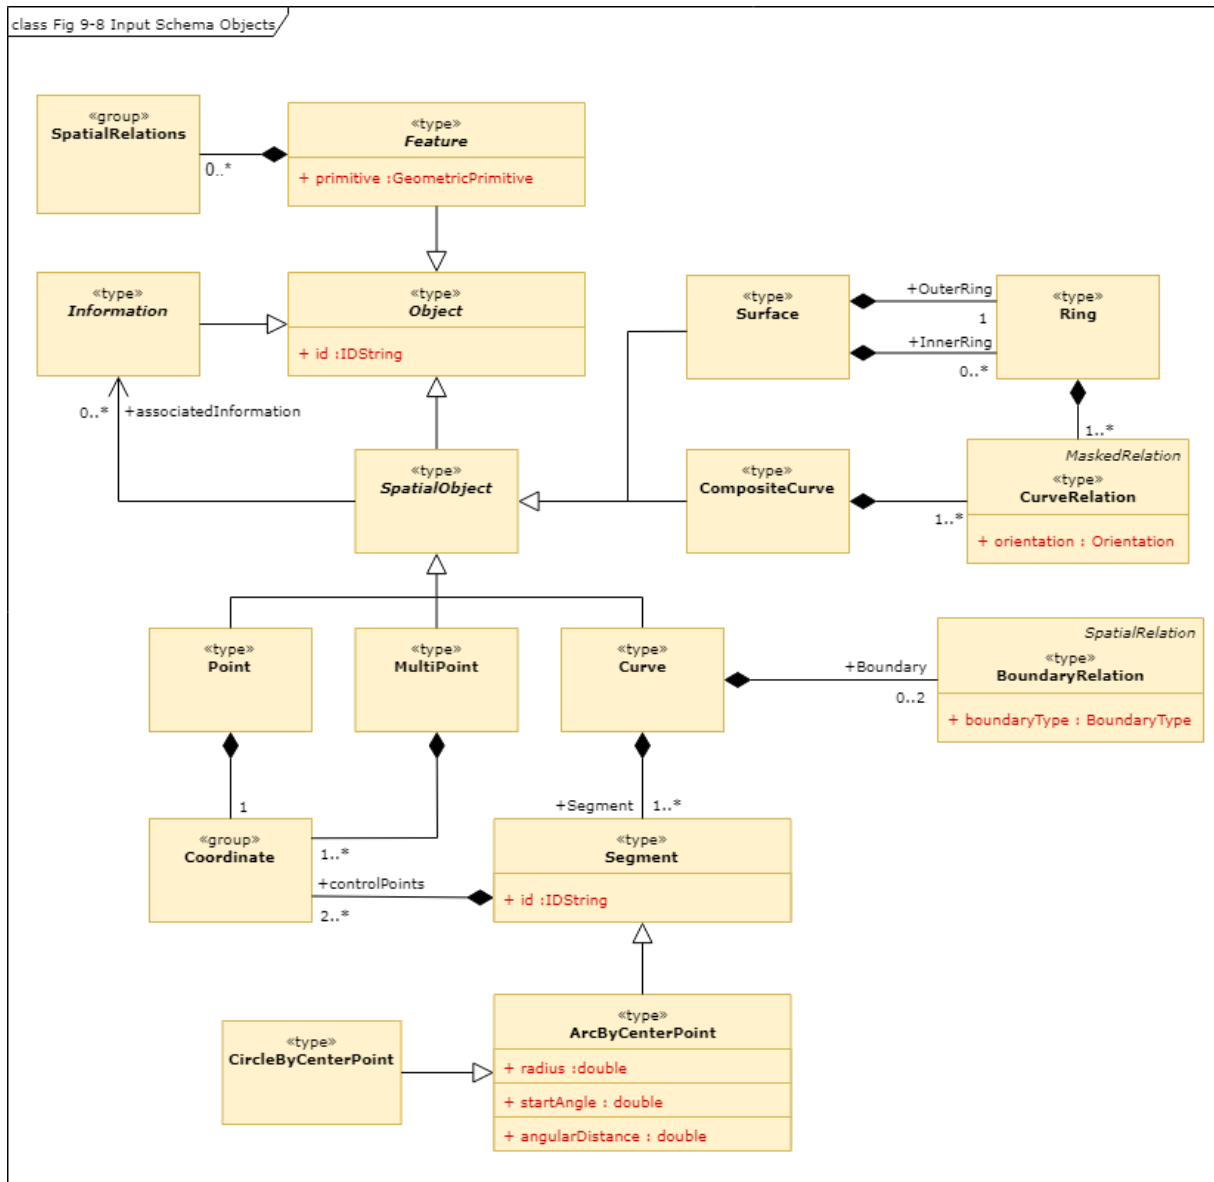 class Fig 9-8 Input Schema Objects
«group»
SpatialRelations
0..*
«type»
Feature
+ primitive :GeometricPrimitive
«type»
Information
«type»
Object
+ id :IDString
«type»
Surface
+OuterRing
1
+InnerRing
0..*
«type»
Ring
0..*
+associatedInformation
1..*
«type»
SpatialObject
«type»
CompositeCurve
1..*
MaskedRelation
«type»
CurveRelation
+ orientation : Orientation
«type»
Point
«type»
MultiPoint
«type»
Curve
+Boundary
0..2
SpatialRelation
«type»
BoundaryRelation
+ boundaryType : BoundaryType
1
+Segment
1..*
«group»
Coordinate
1..*
+controlPoints
2..*
«type»
Segment
+ id :IDString
«type»
CircleByCenterPoint
«type»
ArcByCenterPoint
+ radius :double
+ startAngle : double
+ angularDistance : double